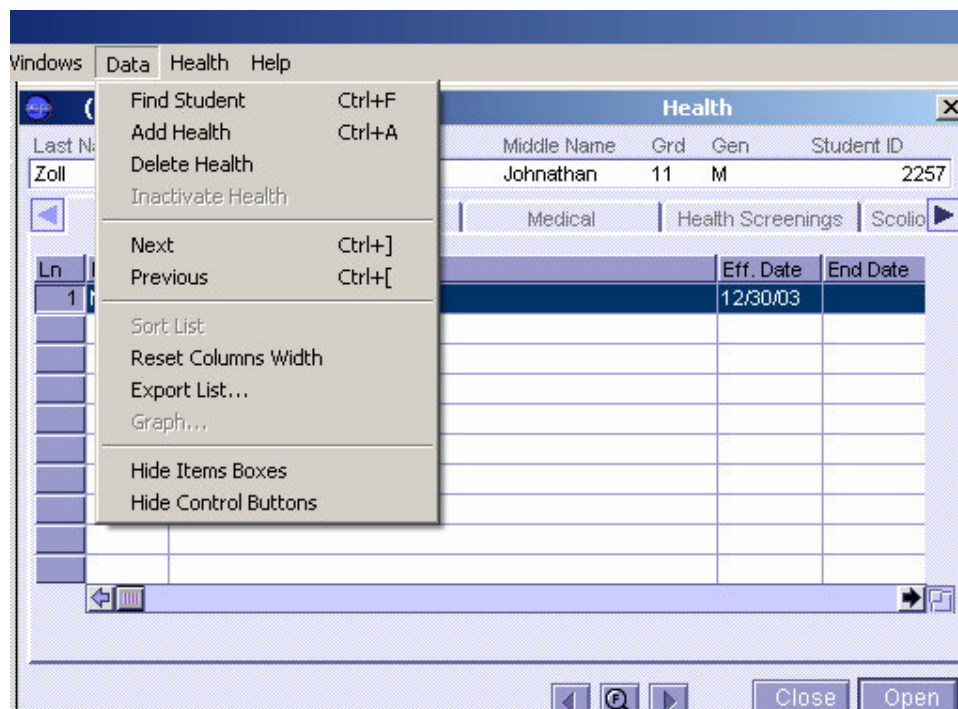 Windows Data Health Help
( Health
Find Student Ctrl+F
Add Health Ctrl+A
Delete Health
Inactivate Health
Next Ctrl+]
Previous Ctrl+[
Sort List
Reset Columns Width
Export List...
Graph...
Hide Items Boxes
Hide Control Buttons
Last Middle Name Grd Gen Student ID
Zoll Johnathan 11 M 2257
Medical Health Screenings Scolio
Ln Eff. Date End Date
1 12/30/03
Close Open